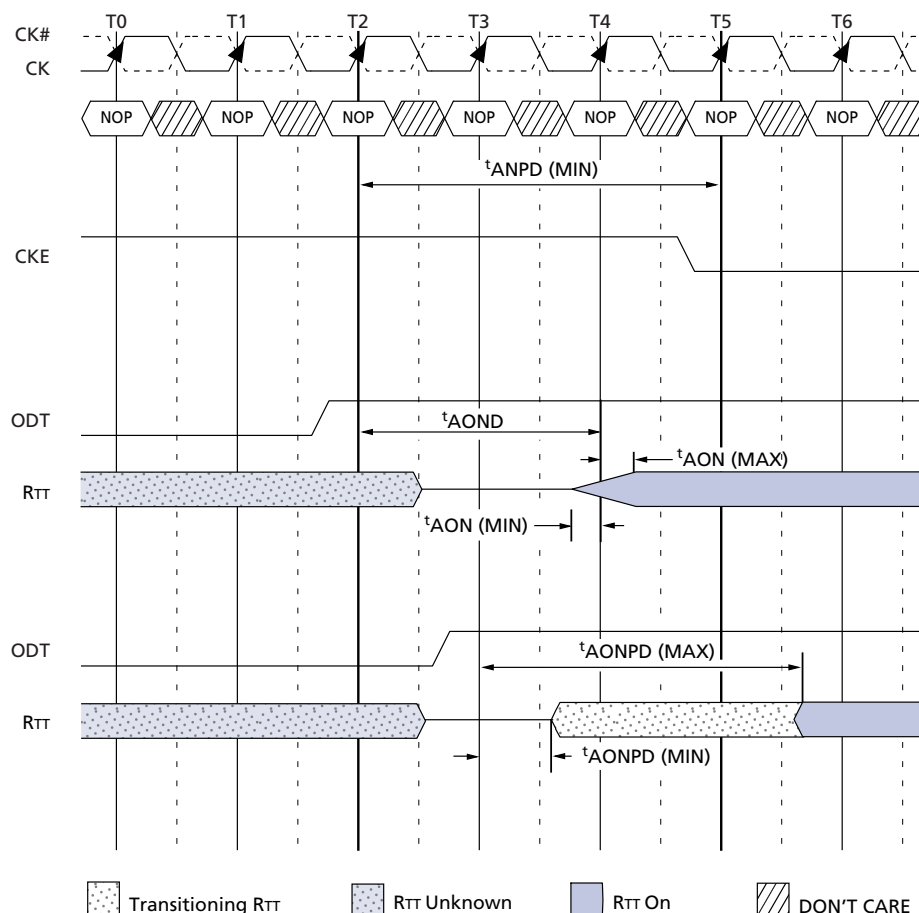 T0 T1 T2 T3 T4 T5 T6
CK#
CK
NOP NOP NOP NOP NOP NOP NOP
tANPD (MIN)
CKE
ODT
tAOND
tAON (MAX)
RTT
tAON (MIN)
ODT
tAONPD (MAX)
RTT
tAONPD (MIN)
Transitioning RTT RTT Unknown RTT On DON'T CARE